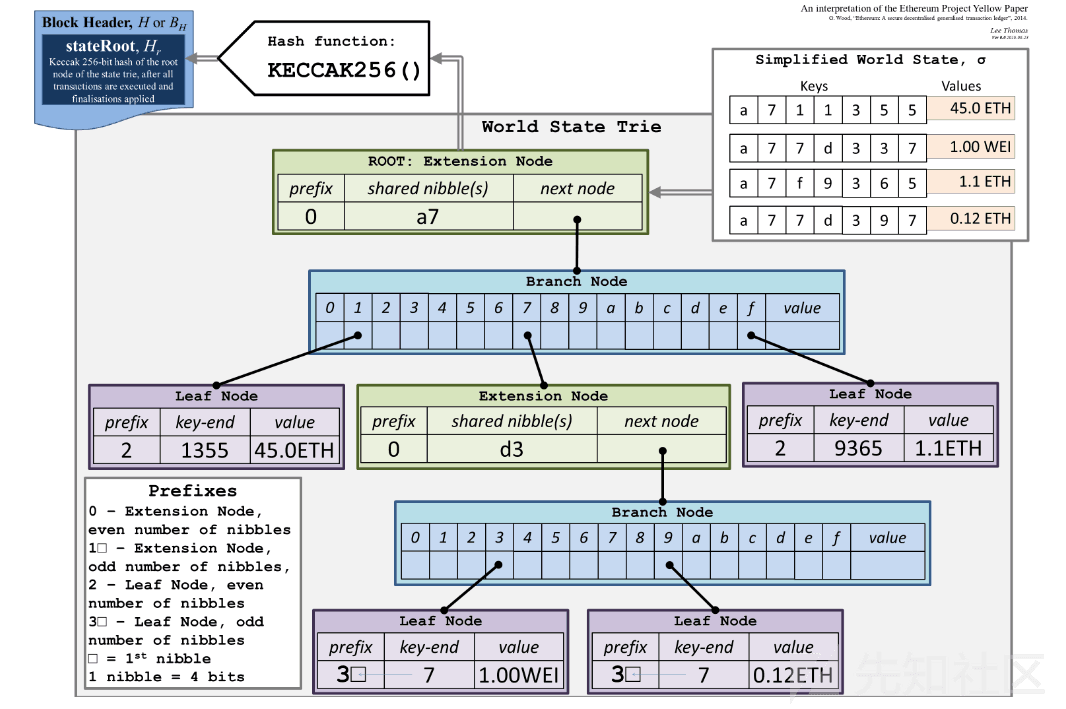 An interpretation of the Ethereum Project Yellow Paper
G. Wood, "Ethereum: A secure decentralised generalised transaction ledger", 2014.
Lee Thomas
Block Header, H or B_H
stateRoot, H_r
Keccak 256-bit hash of the root
node of the state trie, after all
transactions are executed and
finalisations applied
Hash function:
KECCAK256()
Simplified World State, σ
Keys Values
a 7 1 1 3 5 5 45.0 ETH
a 7 7 d 3 3 7 1.00 WEI
a 7 f 9 3 6 5 1.1 ETH
a 7 7 d 3 9 7 0.12 ETH
World State Trie
ROOT: Extension Node
prefix shared nibble(s) next node
0 a7
Branch Node
0 1 2 3 4 5 6 7 8 9 a b c d e f value
Leaf Node
prefix key-end value
2 1355 45.0ETH
Extension Node
prefix shared nibble(s) next node
0 d3
Leaf Node
prefix key-end value
2 9365 1.1ETH
Prefixes
0 – Extension Node,
even number of nibbles
1□ – Extension Node,
odd number of nibbles,
2 – Leaf Node, even
number of nibbles
3□ – Leaf Node, odd
number of nibbles
□ = 1st nibble
1 nibble = 4 bits
Branch Node
0 1 2 3 4 5 6 7 8 9 a b c d e f value
Leaf Node
prefix key-end value
3□ 7 1.00WEI
Leaf Node
prefix key-end value
3□ 7 0.12ETH
先知社区